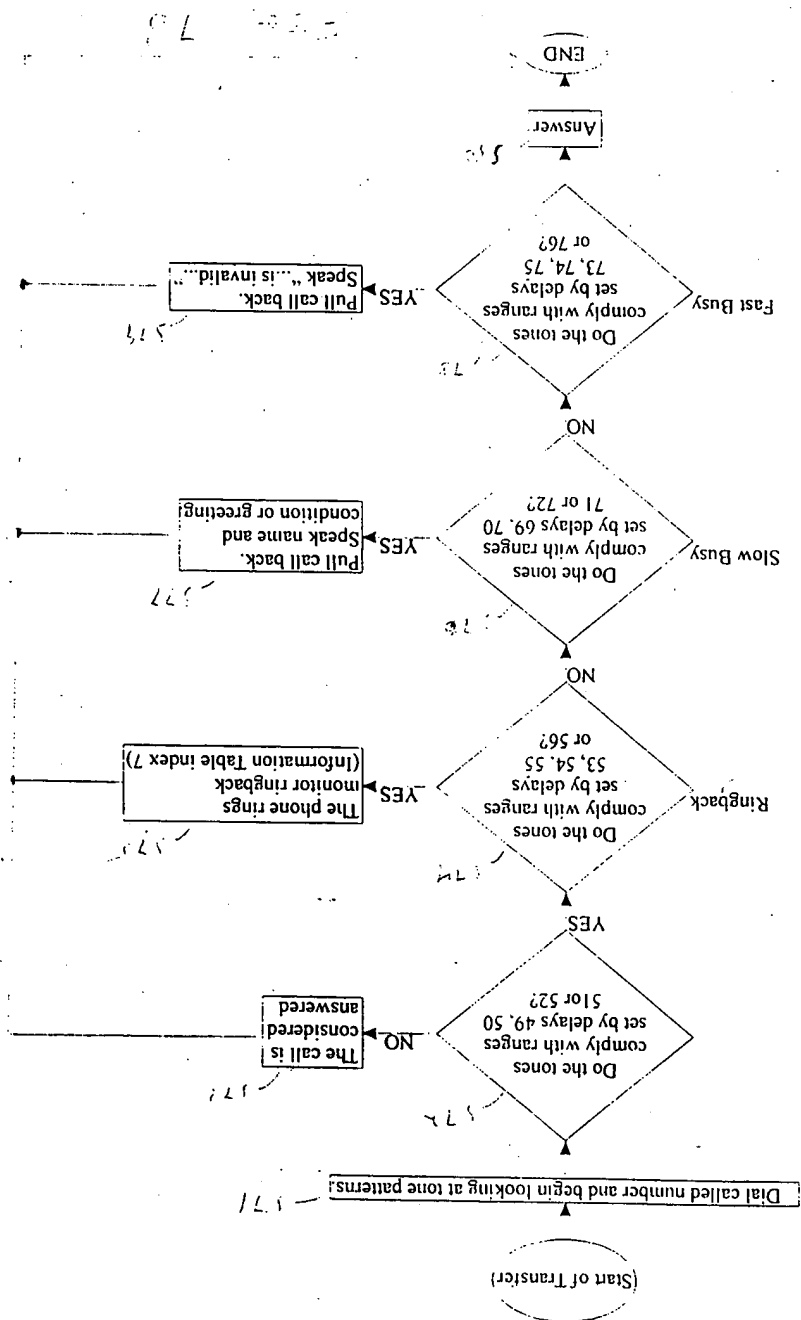 (Start of Transfer)
Dial called number and begin looking at tone patterns.
571
Do the tones
comply with ranges
set by delays 49, 50
51or 52?
NO
The call is
considered
answered
YES
Ringback
Do the tones
comply with ranges
set by delays
53, 54, 55
or 56?
574
YES
The phone rings
monitor ringback
(Information Table index 7)
575
NO
Slow Busy
Do the tones
comply with ranges
set by delays 69. 70
71 or 72?
YES
Pull call back.
Speak name and
condition or greeting
577
NO
Fast Busy
Do the tones
comply with ranges
set by delays
73, 74, 75
or 76?
YES
Pull call back.
Speak "...is invalid..."
579
Answer
END